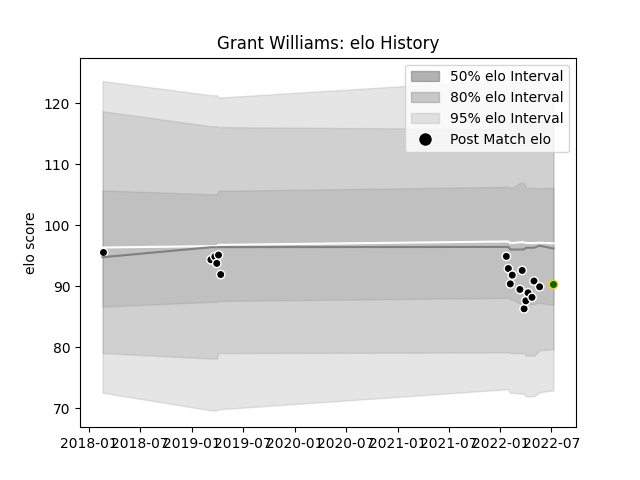 Grant Williams: elo History
50% elo Interval
80% elo Interval
95% elo Interval
Post Match elo
elo score
120
110
100
90
80
70
2018-01 2018-07 2019-01 2019-07 2020-01 2020-07 2021-01 2021-07 2022-01 2022-07